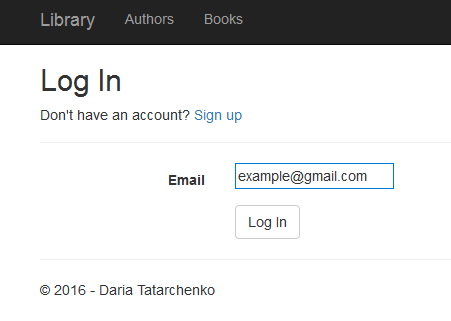 Library Authors Books
Log In
Don't have an account? Sign up
Email example@gmail.com
Log In
© 2016 - Daria Tatarchenko